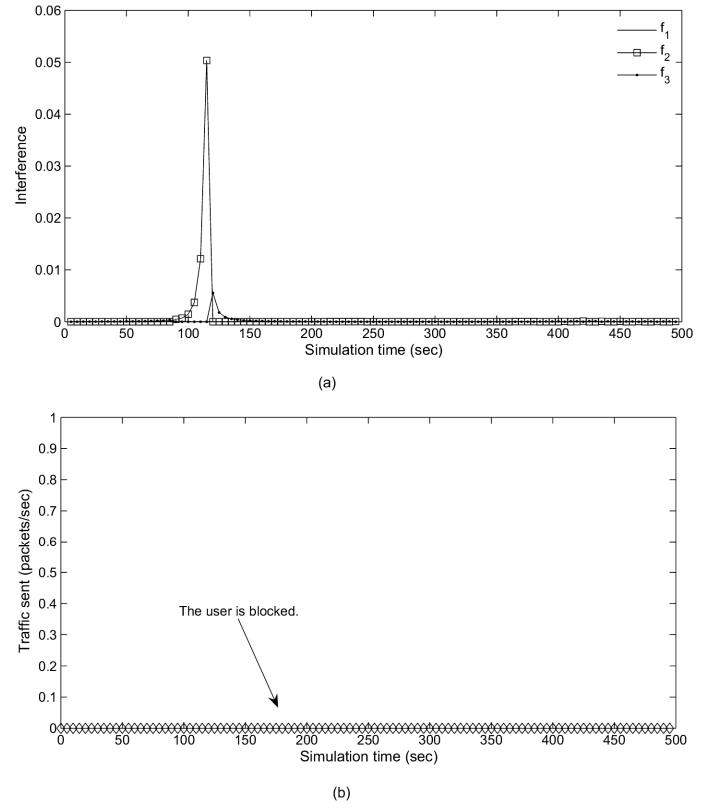 0.06
0.05
0.04
0.03
0.02
0.01
0
Interference
f1
f2
f3
0 50 100 150 200 250 300 350 400 450 500
Simulation time (sec)
(a)
1
0.9
0.8
0.7
0.6
0.5
0.4
0.3
0.2
0.1
0
Traffic sent (packets/sec)
The user is blocked.
0 50 100 150 200 250 300 350 400 450 500
Simulation time (sec)
(b)